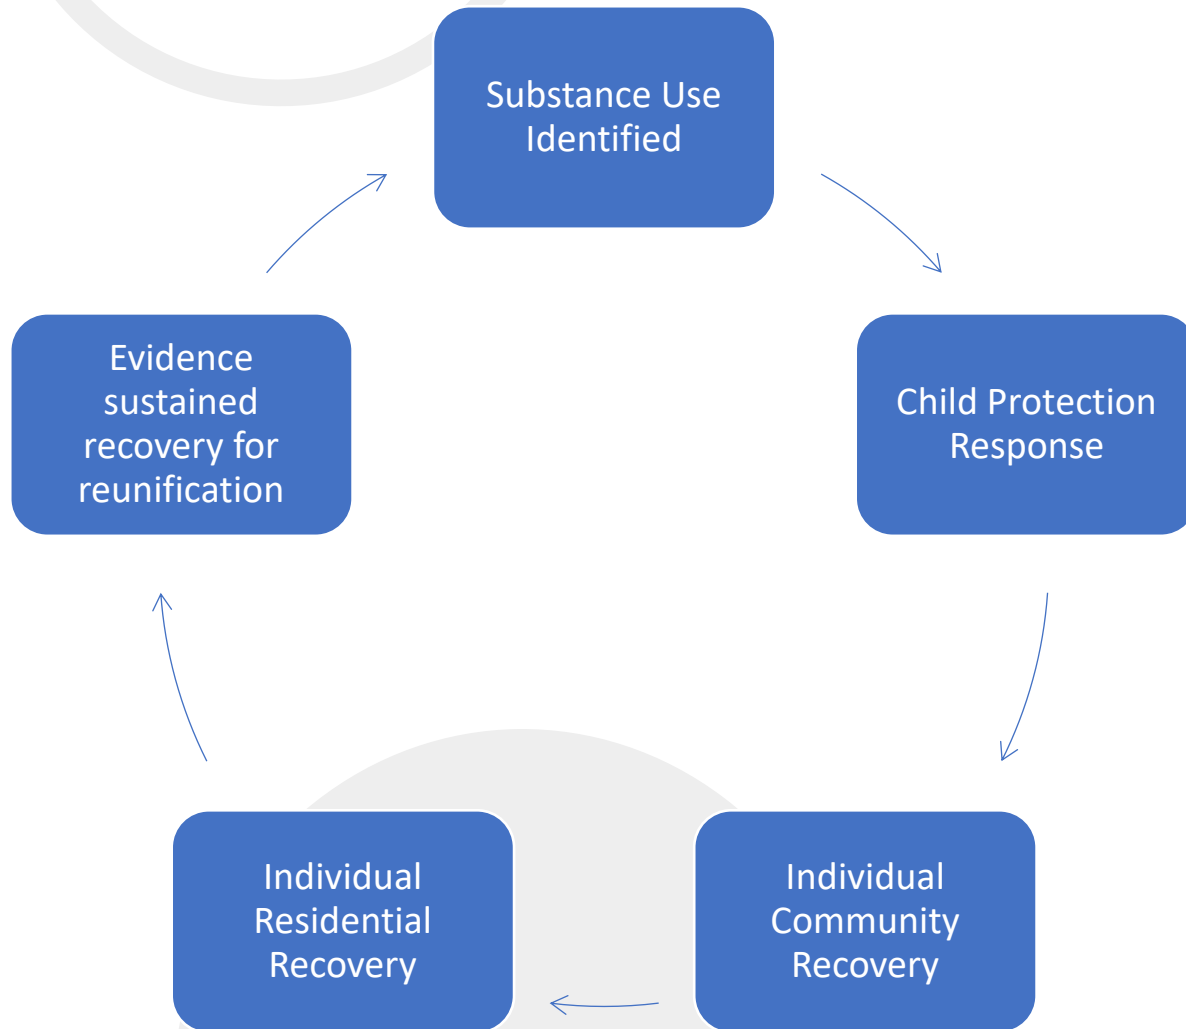 Substance Use
Identified
Child Protection
Response
Individual
Community
Recovery
Individual
Residential
Recovery
Evidence
sustained
recovery for
reunification